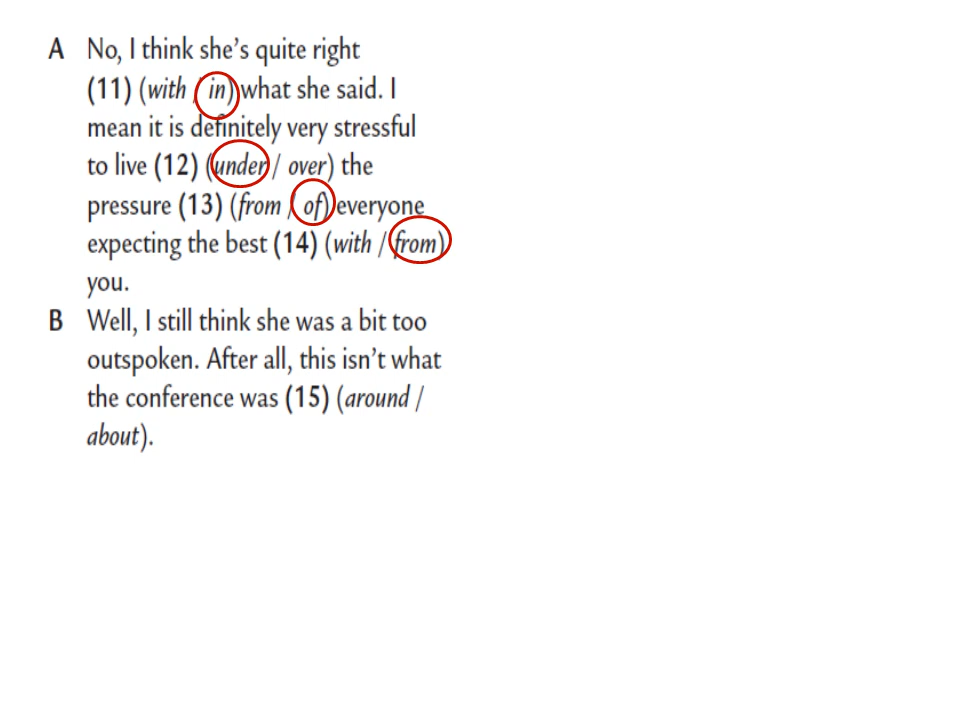 A No, I think she's quite right
(11) (with / in) what she said. I
mean it is definitely very stressful
to live (12) (under / over) the
pressure (13) (from / of) everyone
expecting the best (14) (with / from)
you.
B Well, I still think she was a bit too
outspoken. After all, this isn't what
the conference was (15) (around /
about).